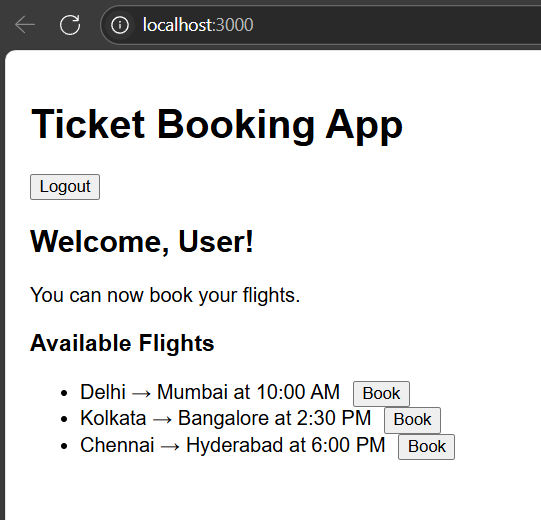 localhost:3000
Ticket Booking App
Logout
Welcome, User!
You can now book your flights.
Available Flights
• Delhi → Mumbai at 10:00 AM Book
• Kolkata → Bangalore at 2:30 PM Book
• Chennai → Hyderabad at 6:00 PM Book